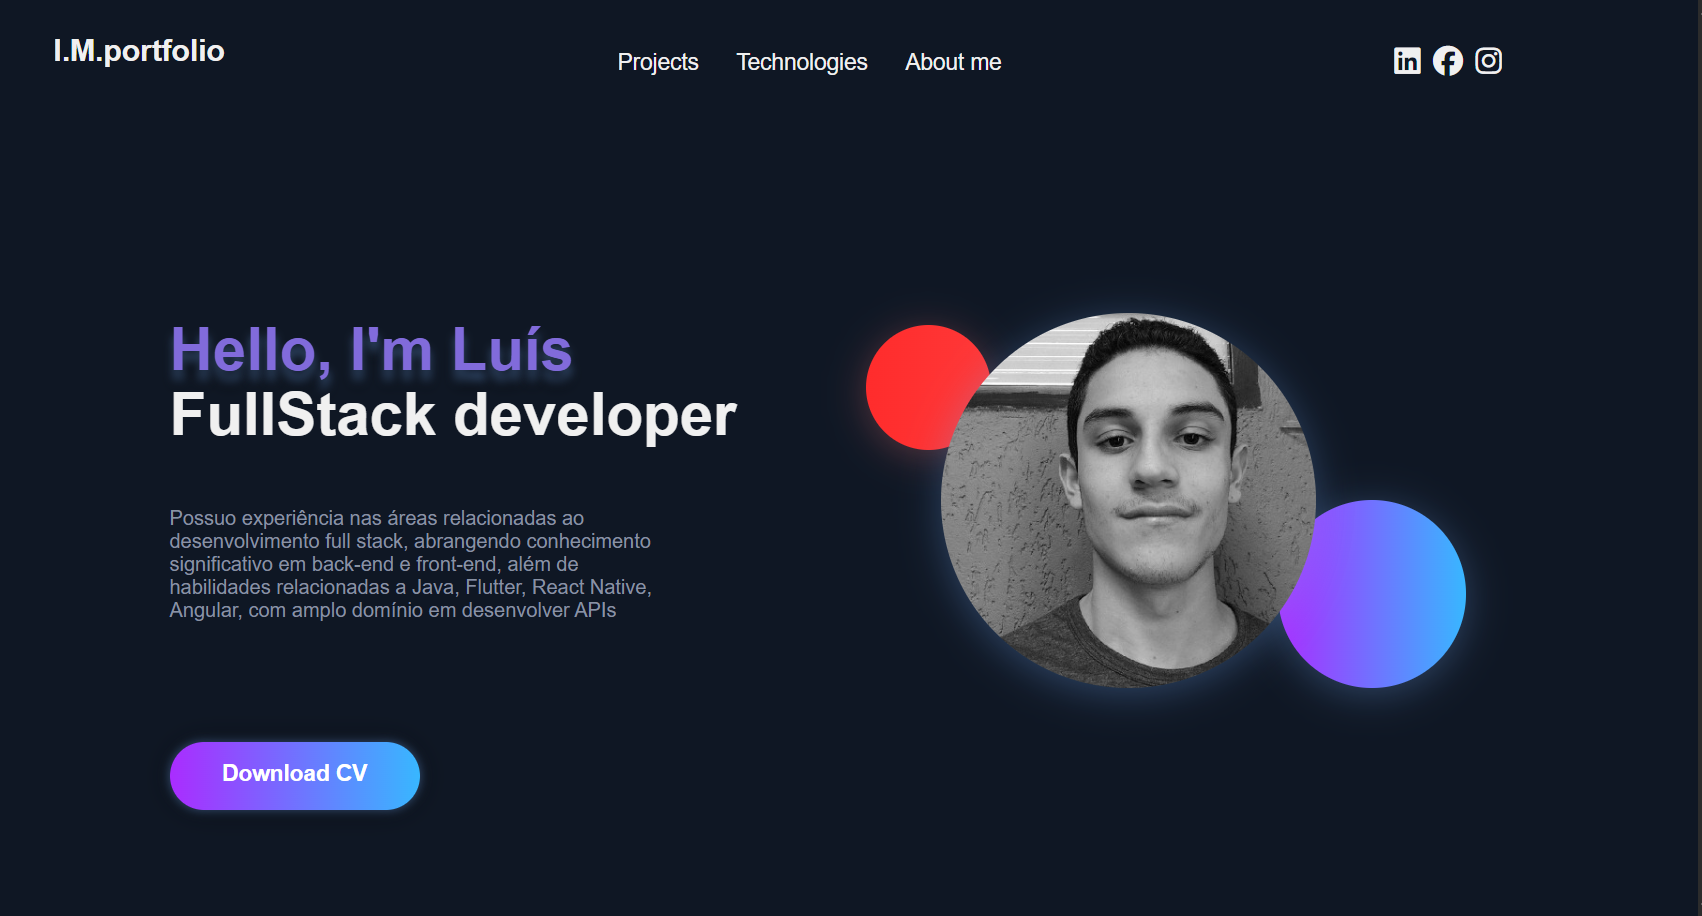 I.M.portfolio
Projects Technologies About me
Hello, I'm Luís
FullStack developer
Possuo experiência nas áreas relacionadas ao
desenvolvimento full stack, abrangendo conhecimento
significativo em back-end e front-end, além de
habilidades relacionadas a Java, Flutter, React Native,
Angular, com amplo domínio em desenvolver APIs
Download CV